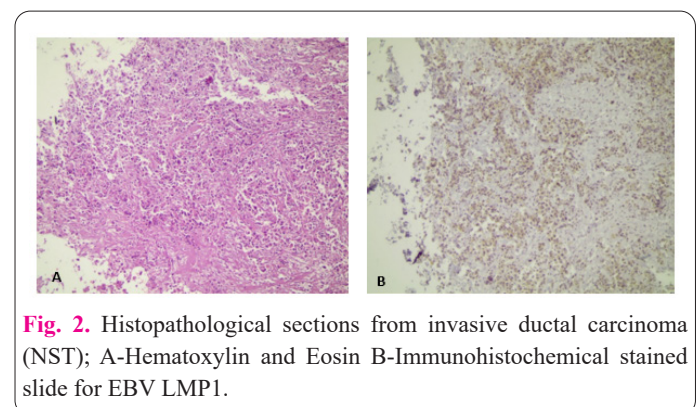 A
B
Fig. 2. Histopathological sections from invasive ductal carcinoma
(NST); A-Hematoxylin and Eosin B-Immunohistochemical stained
slide for EBV LMP1.